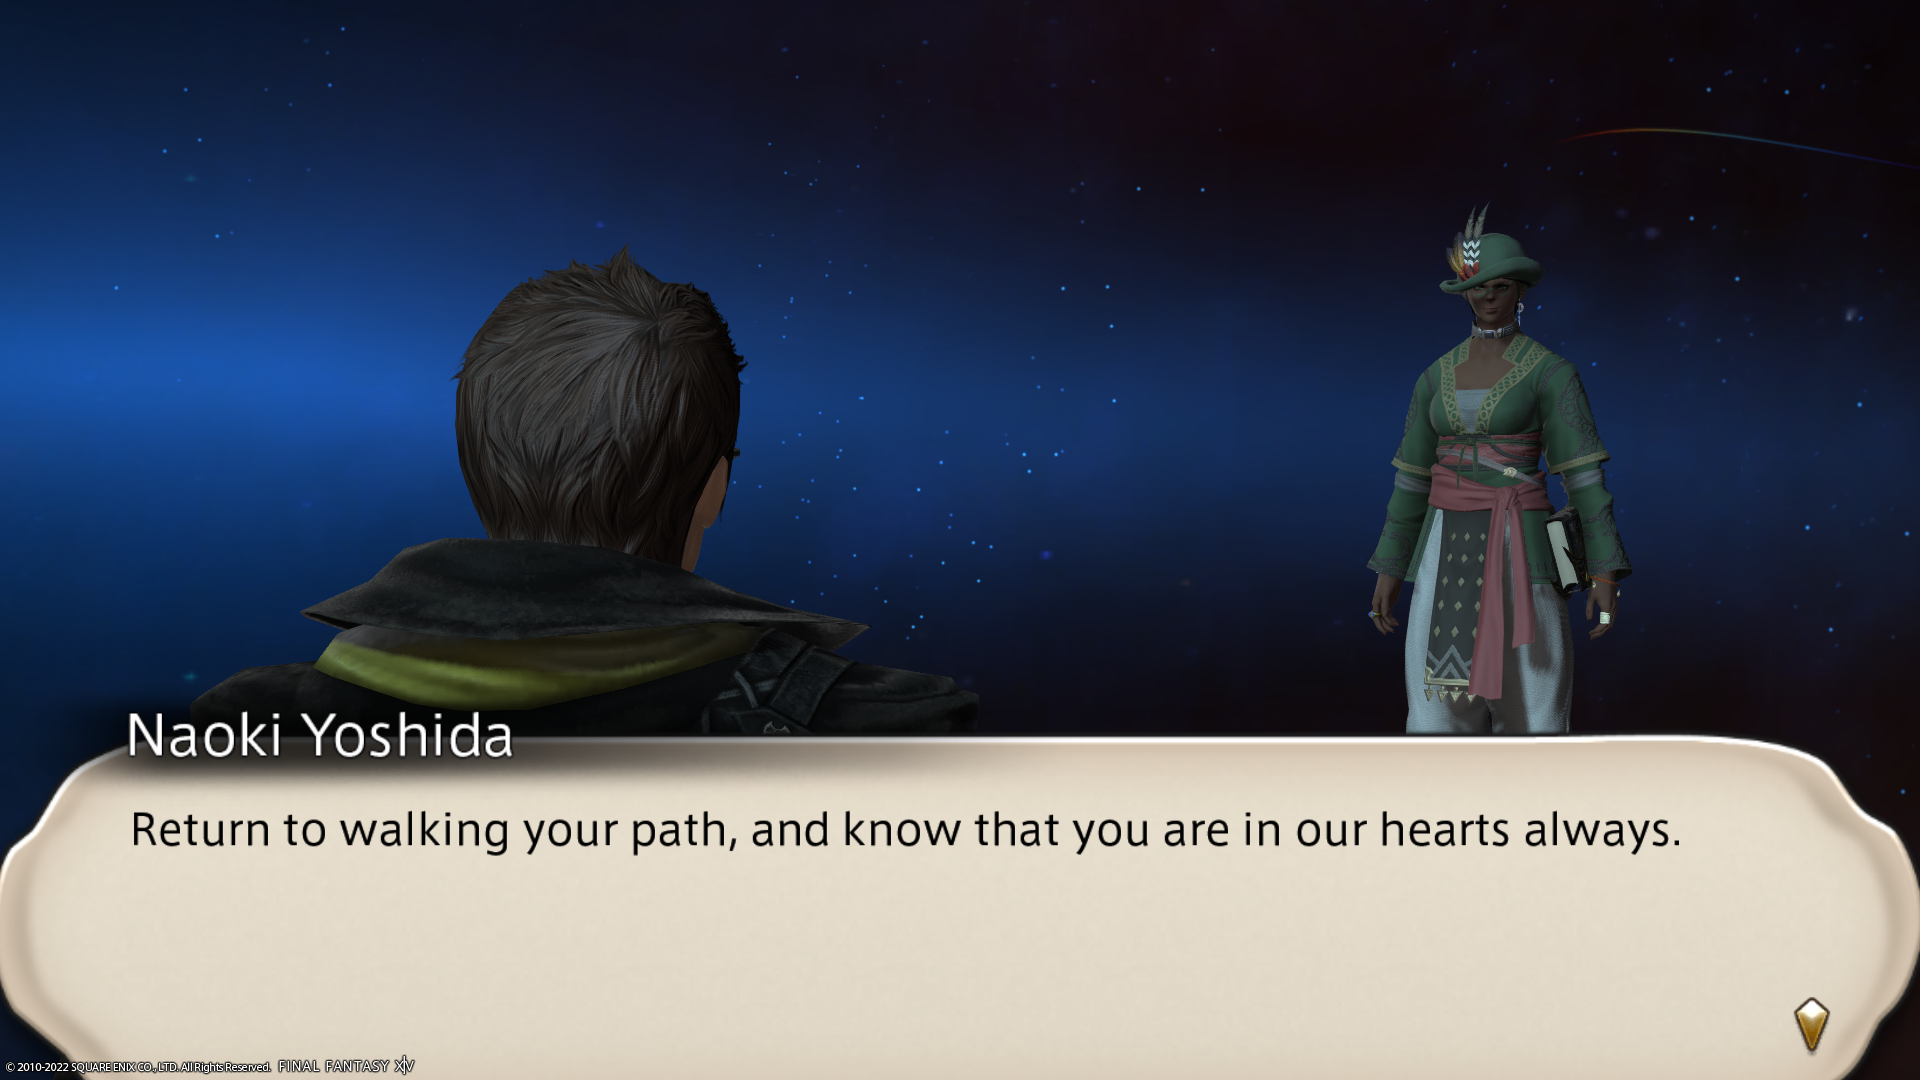 Naoki Yoshida
Return to walking your path, and know that you are in our hearts always.
© 2010-2022 SQUARE ENIX CO., LTD. All Rights Reserved. FINAL FANTASY XIV